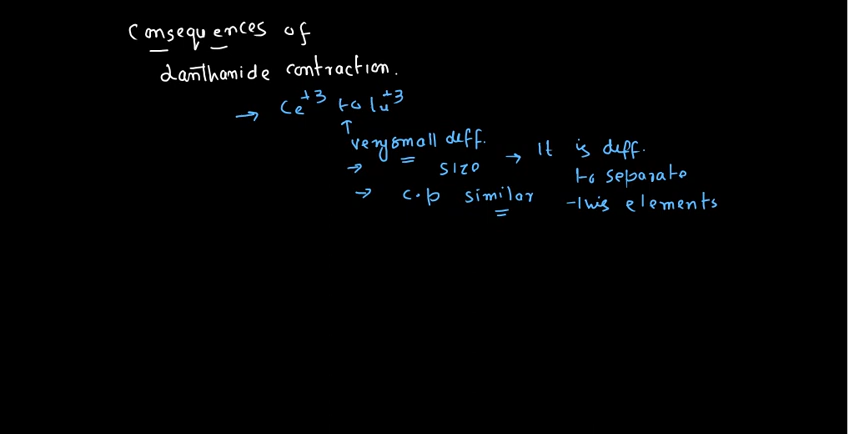 Consequences of
Lanthanide contraction.
→ Ce+3 to Lu+3
↑
very small diff.
→ size → It is diff.
to separate
→ c.p similar this elements